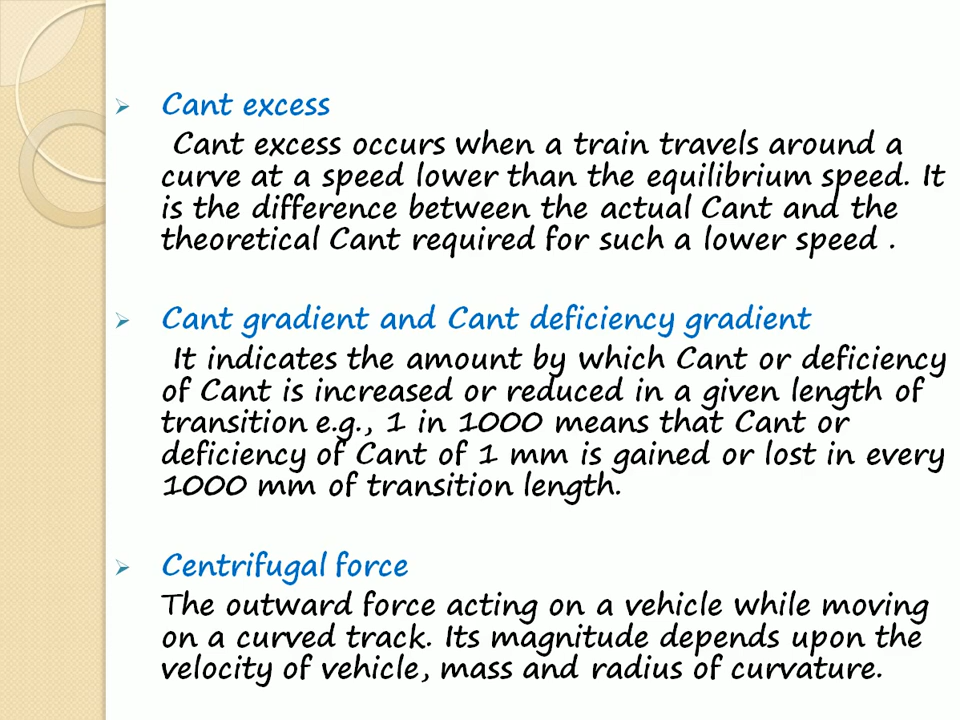 Cant excess
Cant excess occurs when a train travels around a
curve at a speed lower than the equilibrium speed. It
is the difference between the actual Cant and the
theoretical Cant required for such a lower speed .
Cant gradient and Cant deficiency gradient
It indicates the amount by which Cant or deficiency
of Cant is increased or reduced in a given length of
transition e.g., 1 in 1000 means that Cant or
deficiency of Cant of 1 mm is gained or lost in every
1000 mm of transition length.
Centrifugal force
The outward force acting on a vehicle while moving
on a curved track. Its magnitude depends upon the
velocity of vehicle, mass and radius of curvature.